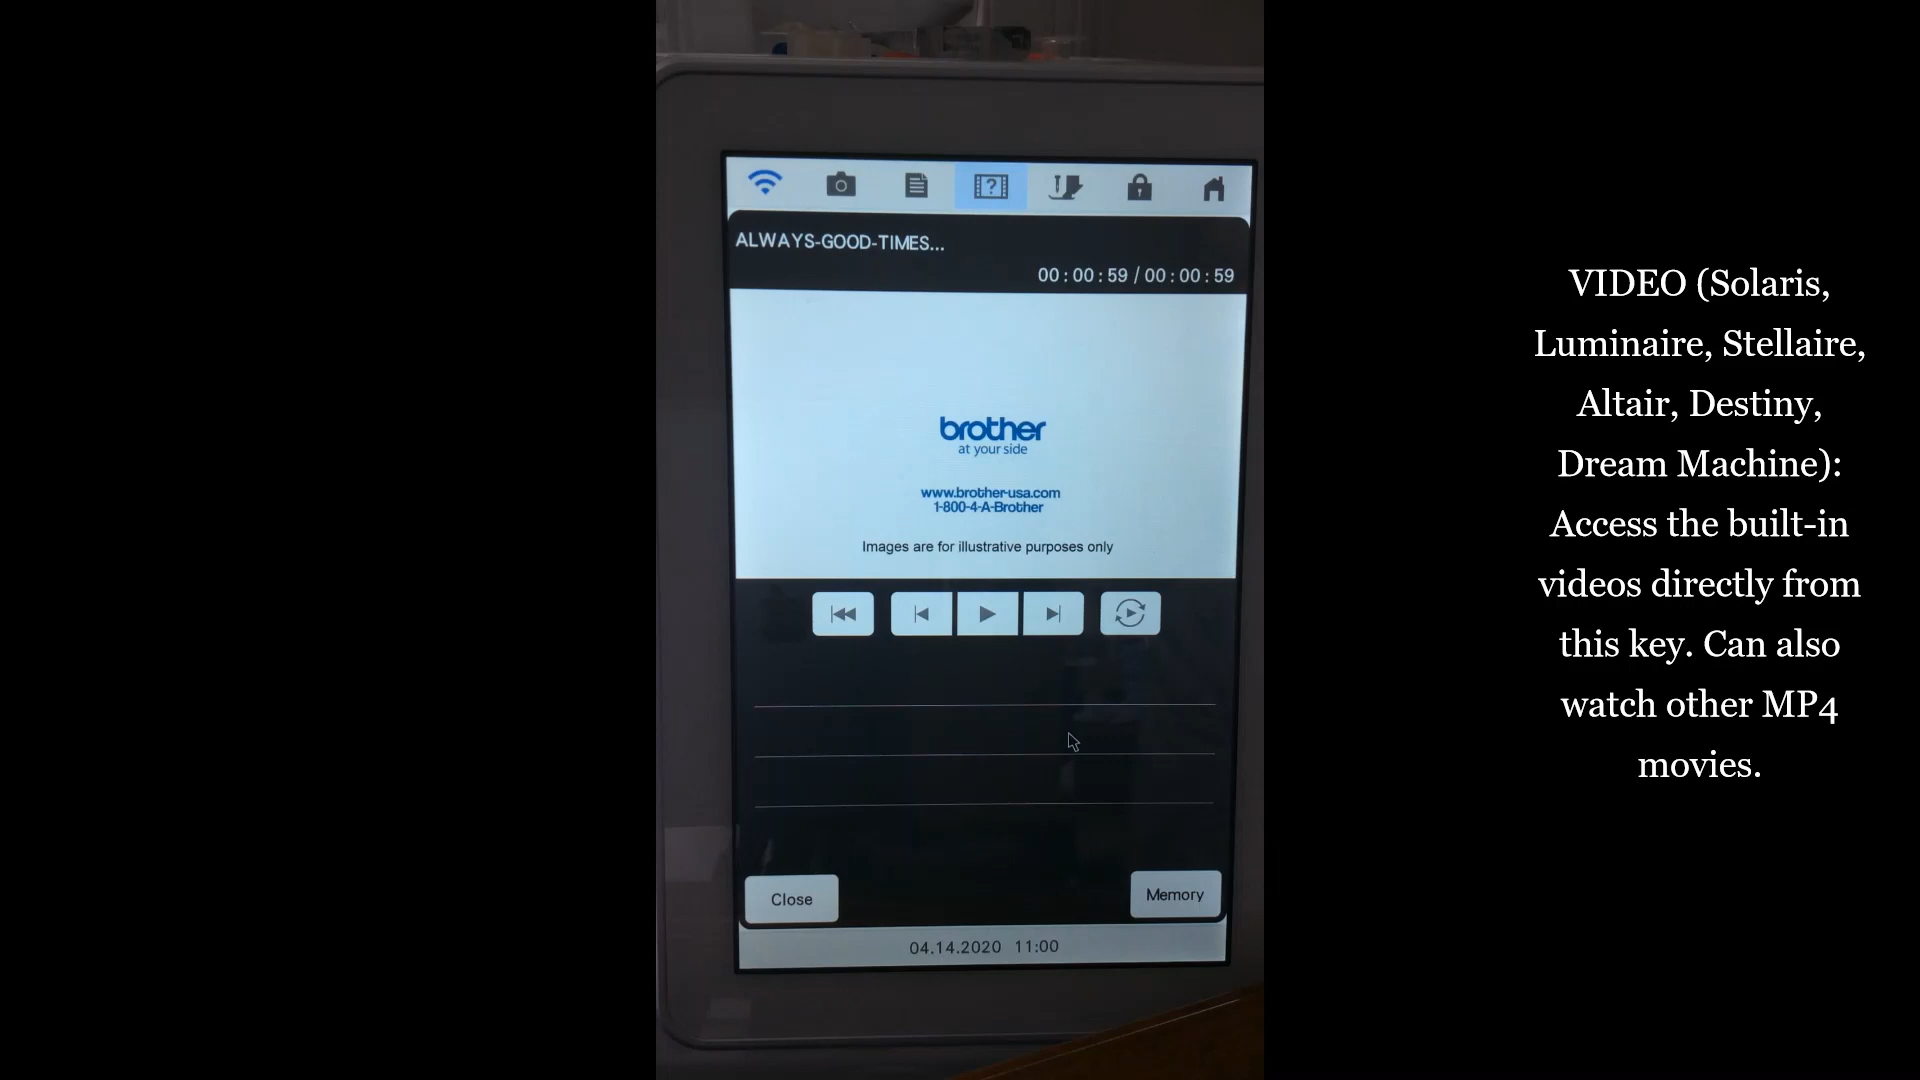 ALWAYS-GOOD-TIMES...
00:00:59 / 00:00:59
brother
at your side
www.brother-usa.com
1-800-4-A-Brother
Images are for illustrative purposes only
Close
Memory
04.14.2020 11:00
VIDEO (Solaris,
Luminaire, Stellaire,
Altair, Destiny,
Dream Machine):
Access the built-in
videos directly from
this key. Can also
watch other MP4
movies.